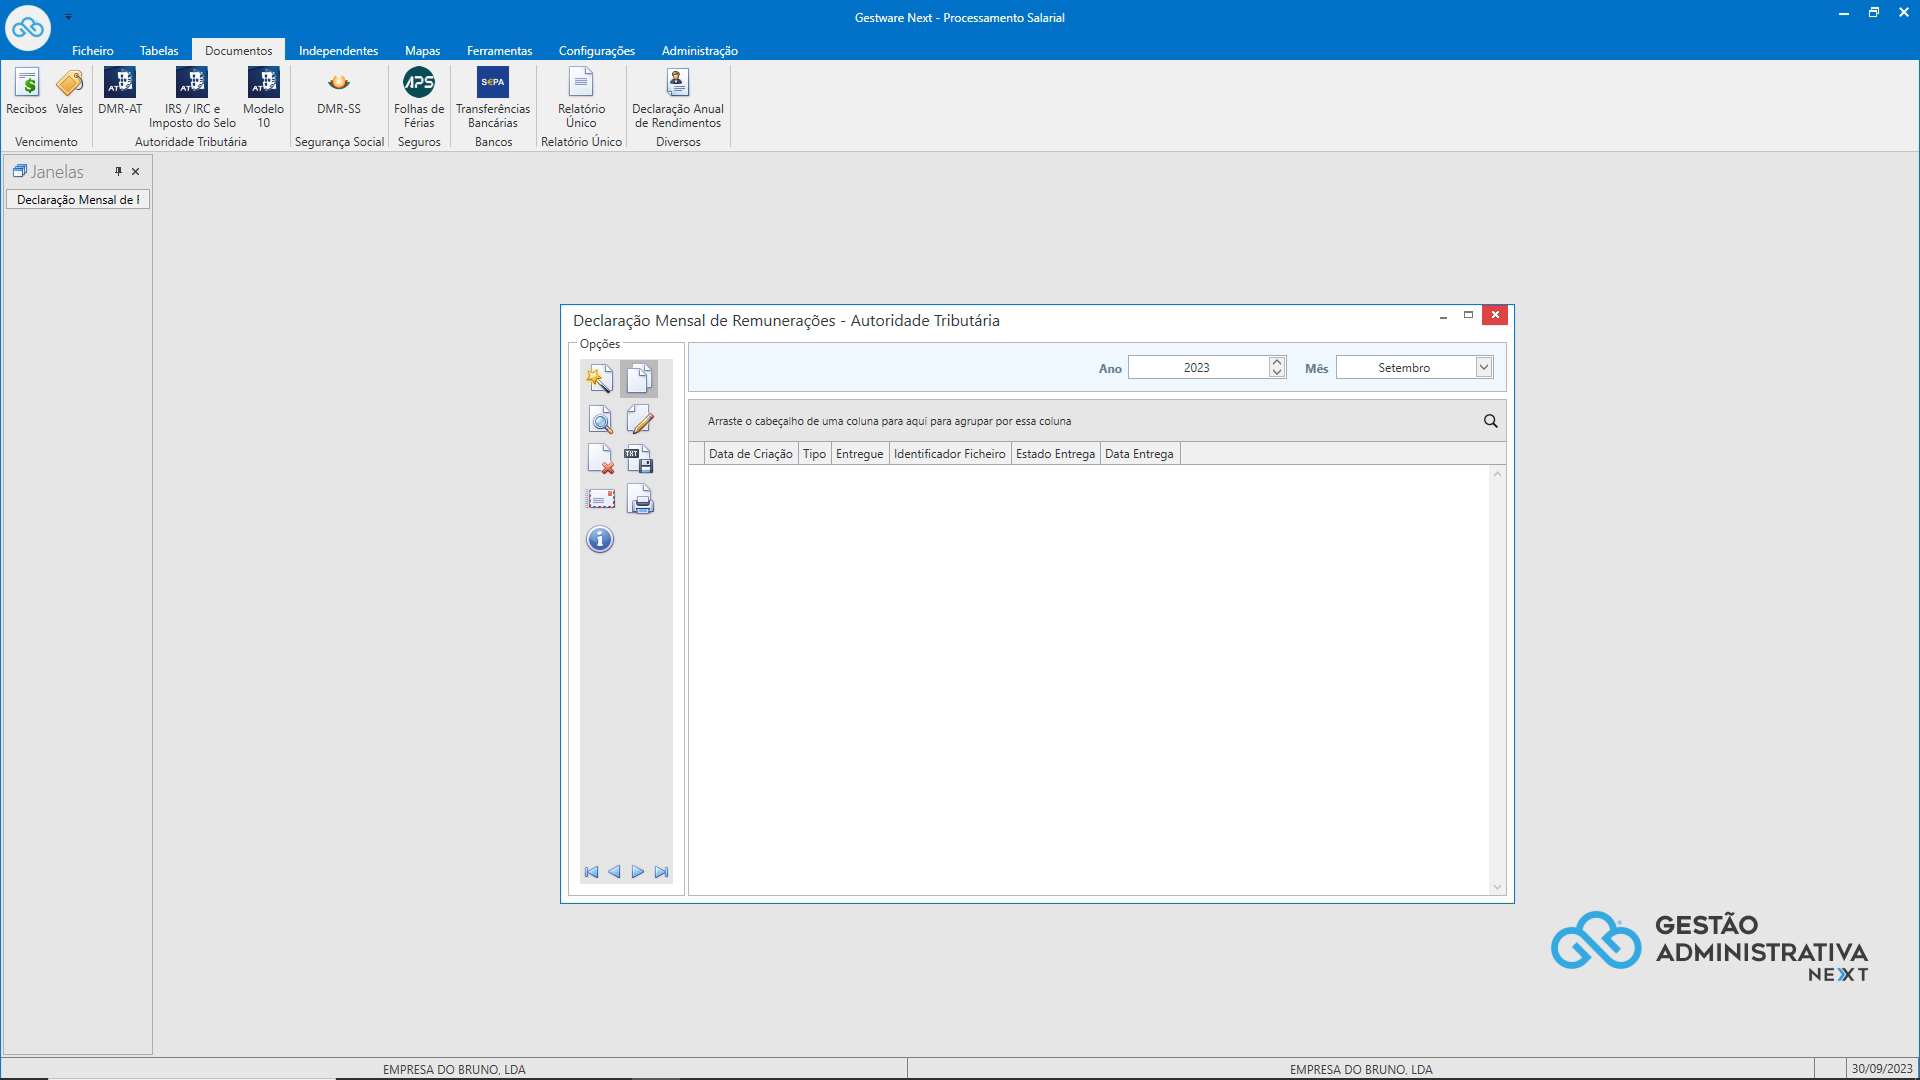 Gestware Next - Processamento Salarial
Ficheiro Tabelas Documentos Independentes Mapas Ferramentas Configurações Administração
Recibos Vales DMR-AT IRS / IRC e Imposto do Selo Modelo 10 DMR-SS APS Folhas de Férias S€PA Transferências Bancárias Relatório Único Declaração Anual de Rendimentos
Vencimento Autoridade Tributária Segurança Social Seguros Bancos Relatório Único Diversos
Janelas
Declaração Mensal de
Declaração Mensal de Remunerações - Autoridade Tributária
Opções
Ano 2023 Mês Setembro
Arraste o cabeçalho de uma coluna para aqui para agrupar por essa coluna
Data de Criação Tipo Entregue Identificador Ficheiro Estado Entrega Data Entrega
TXT
GESTÃO
ADMINISTRATIVA
NEXT
EMPRESA DO BRUNO, LDA EMPRESA DO BRUNO, LDA 30/09/2023